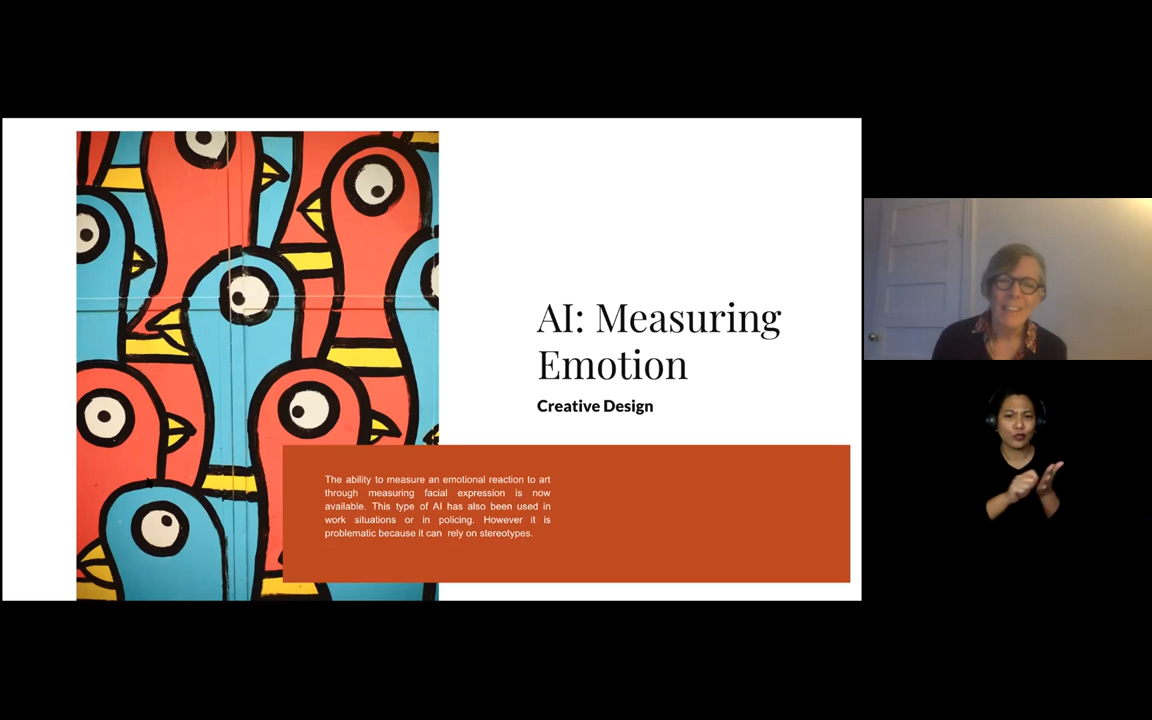 AI: Measuring
Emotion
Creative Design
The ability to measure an emotional reaction to art
through measuring facial expression is now
available. This type of AI has also been used in
work situations or in policing. However it is
problematic because it can rely on stereotypes.